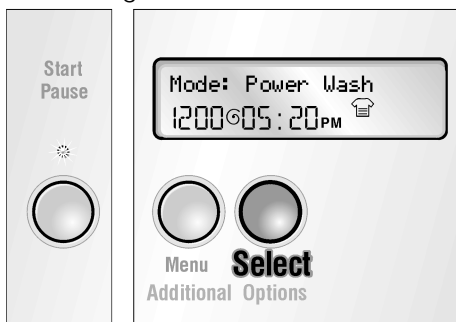 Start
Pause
Mode: Power Wash
1200 05:20PM
Menu Select
Additional Options